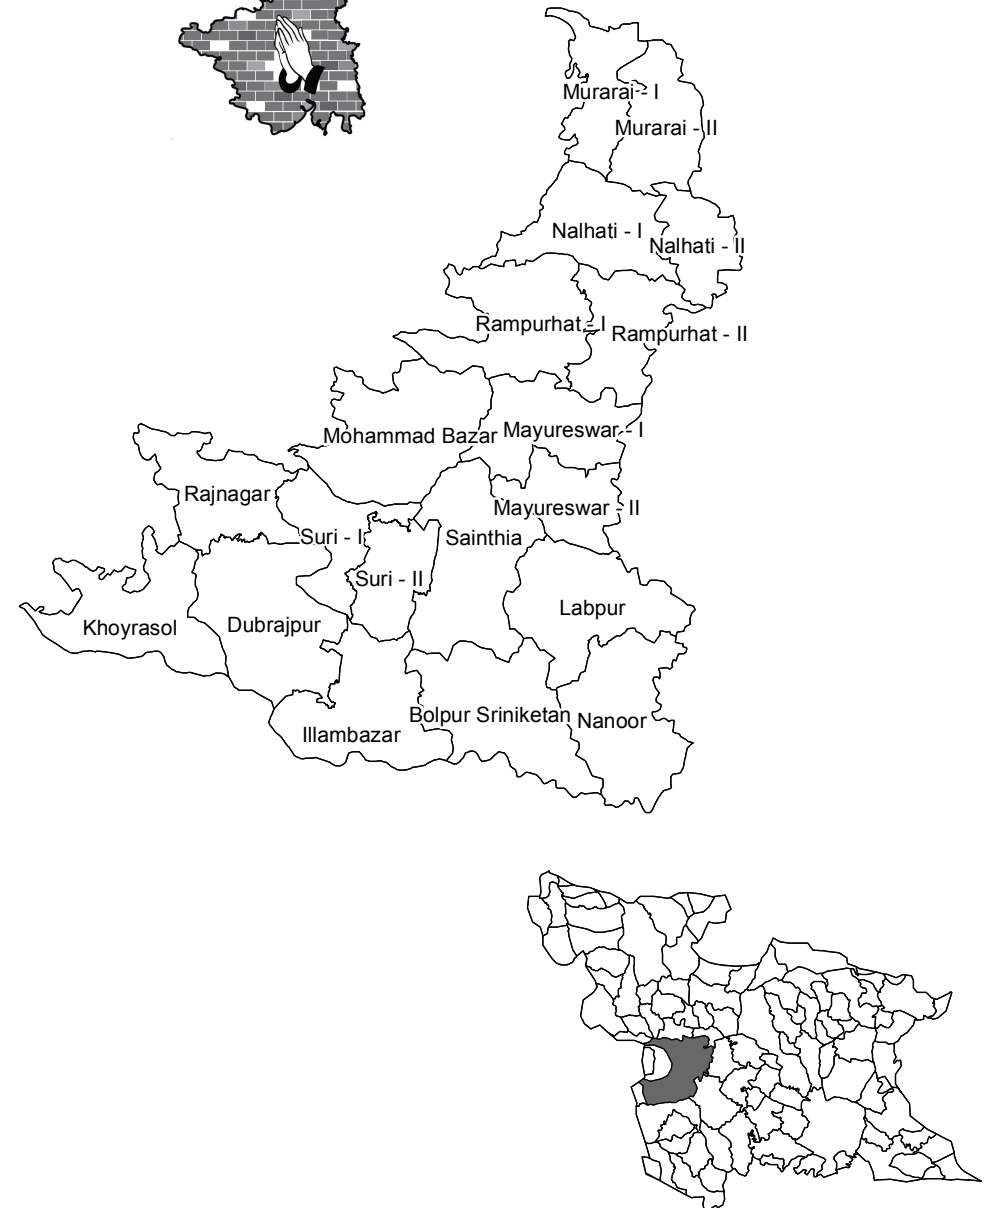 Murarai - I
Murarai - II
Nalhati - I
Nalhati - II
Rampurhat - I
Rampurhat - II
Mohammad Bazar
Mayureswar - I
Rajnagar
Mayureswar - II
Suri - I
Sainthia
Suri - II
Labpur
Khoyrasol
Dubrajpur
Bolpur Sriniketan
Nanoor
Illambazar